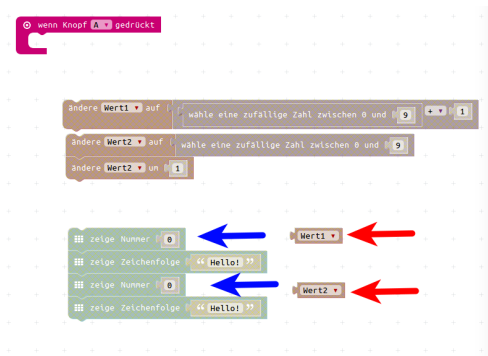 wenn Knopf A gedrückt
ändere Wert1 auf wähle eine zufällige Zahl zwischen 0 und 9 + 1
ändere Wert2 auf wähle eine zufällige Zahl zwischen 0 und 9
ändere Wert2 um 1
zeige Nummer 0 Wert1
zeige Zeichenfolge “ Hello! ”
zeige Nummer 0 Wert2
zeige Zeichenfolge “ Hello! ”